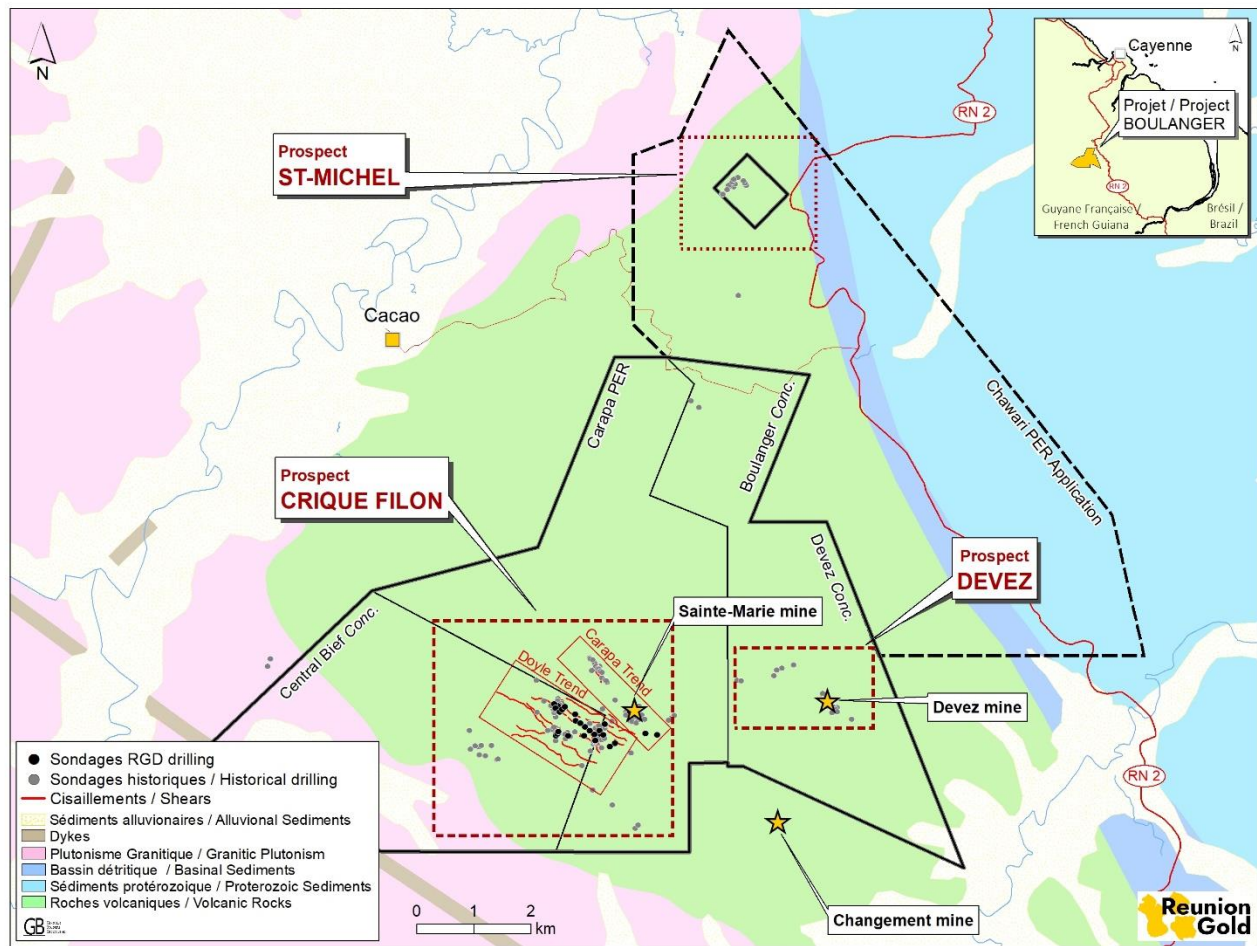 N
Prospect
ST-MICHEL
RN 2
N
Cayenne
Projet / Project
BOULANGER
RN 2
Guyane Française /
French Guiana
Brésil /
Brazil
Cacao
Carapa PER
Boulanger Conc.
Chawari PER Application
Prospect
CRIQUE FILON
Prospect
DEVEZ
Devez Conc.
Central Bief Conc.
Sainte-Marie mine
Carapa Trend
Doyle Trend
Devez mine
Changement mine
RN 2
Sondages RGD drilling
Sondages historiques / Historical drilling
Cisaillements / Shears
Sédiments alluvionaires / Alluvional Sediments
Dykes
Plutonisme Granitique / Granitic Plutonism
Bassin détritique / Basinal Sediments
Sédiments protérozoique / Proterozoic Sediments
Roches volcaniques / Volcanic Rocks
GB
0 1 2
km
Reunion
Gold